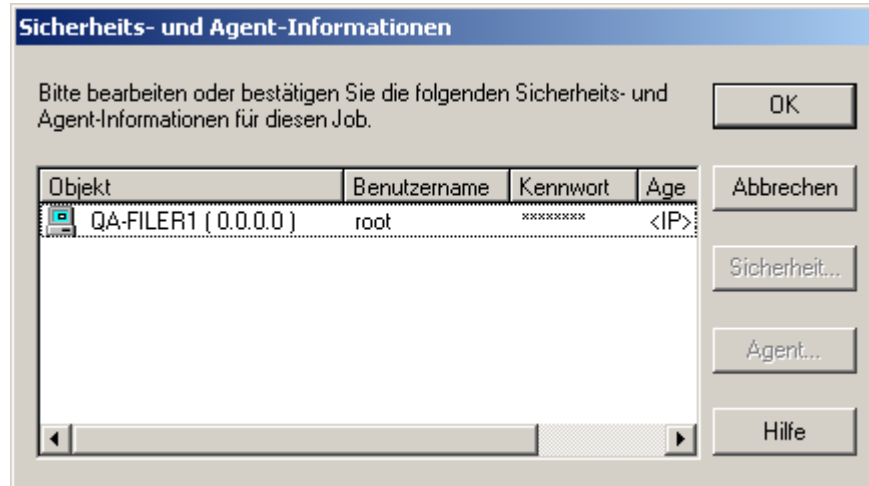 Sicherheits- und Agent-Informationen
Bitte bearbeiten oder bestätigen Sie die folgenden Sicherheits- und
Agent-Informationen für diesen Job.
OK
Objekt Benutzername Kennwort Age
QA-FILER1 ( 0.0.0.0 ) root ******** <IP>
Abbrechen
Sicherheit...
Agent...
Hilfe